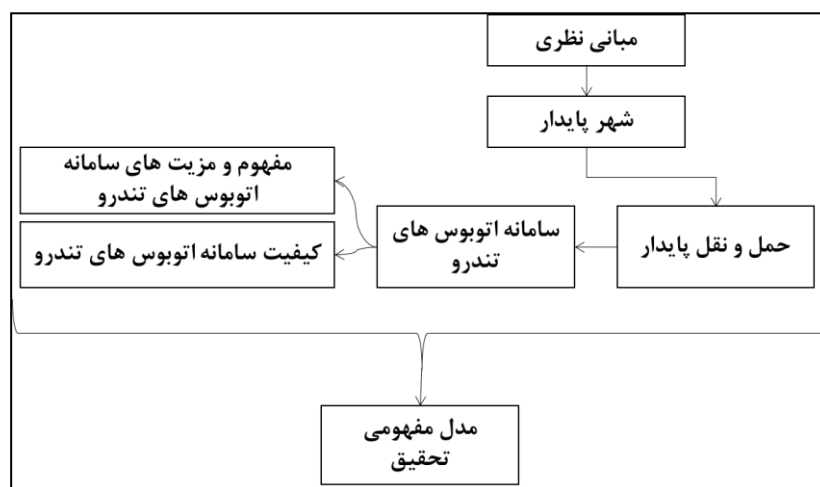 مبانی نظری
شهر پایدار
حمل و نقل پایدار
سامانه اتوبوس های
تندرو
مفهوم و مزیت های سامانه
اتوبوس های تندرو
کیفیت سامانه اتوبوس های تندرو
مدل مفهومی
تحقیق